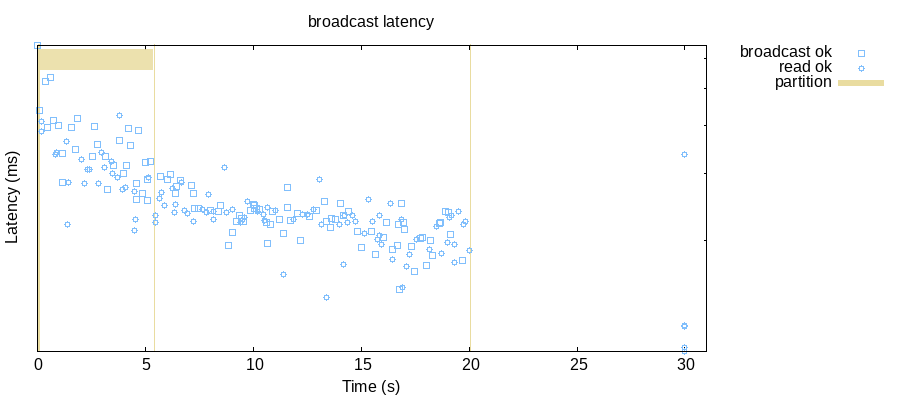 broadcast latency
broadcast ok
read ok
partition
Latency (ms)
0 5 10 15 20 25 30
Time (s)